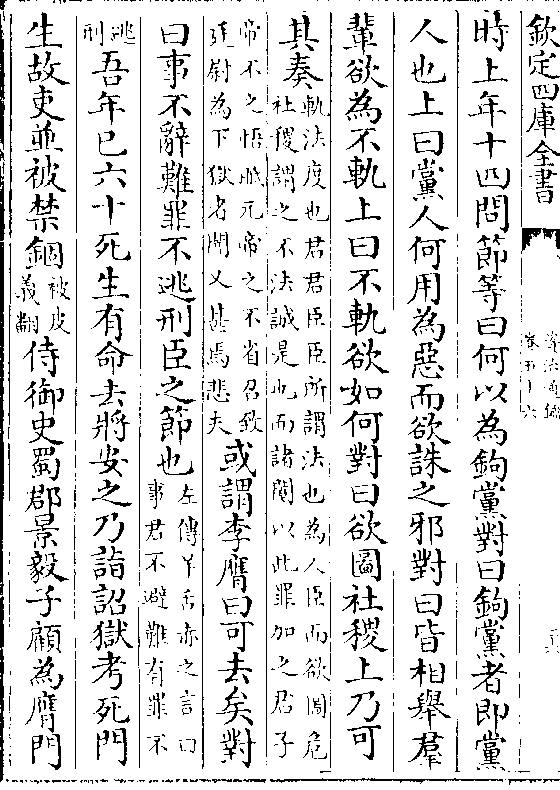 欽定四庫全書
時上年十四問節等曰何以為鉤黨對曰鉤黨者即黨
人也上曰黨人何用為惡而欲誅之邪對曰皆相舉羣
輩欲為不軌上曰不軌欲如何對曰欲圖社稷上乃可
其奏軌法度也君君臣臣所謂法也為人臣而欲圖危
社稷謂之不法誠是也而諸閹以此罪加之君子
帝不之悟視元帝之不省召致
廷尉為下獄者闇又甚焉悲夫或謂李膺曰可去矣對
曰事不辭難罪不逃刑臣之節也左傳羊舌赤之言曰
事君不避難有罪不
逃
刑吾年已六十死生有命去將安之乃詣詔獄考死門
生故吏並被禁錮被皮
義翻侍御史蜀郡景毅子顧為膺門